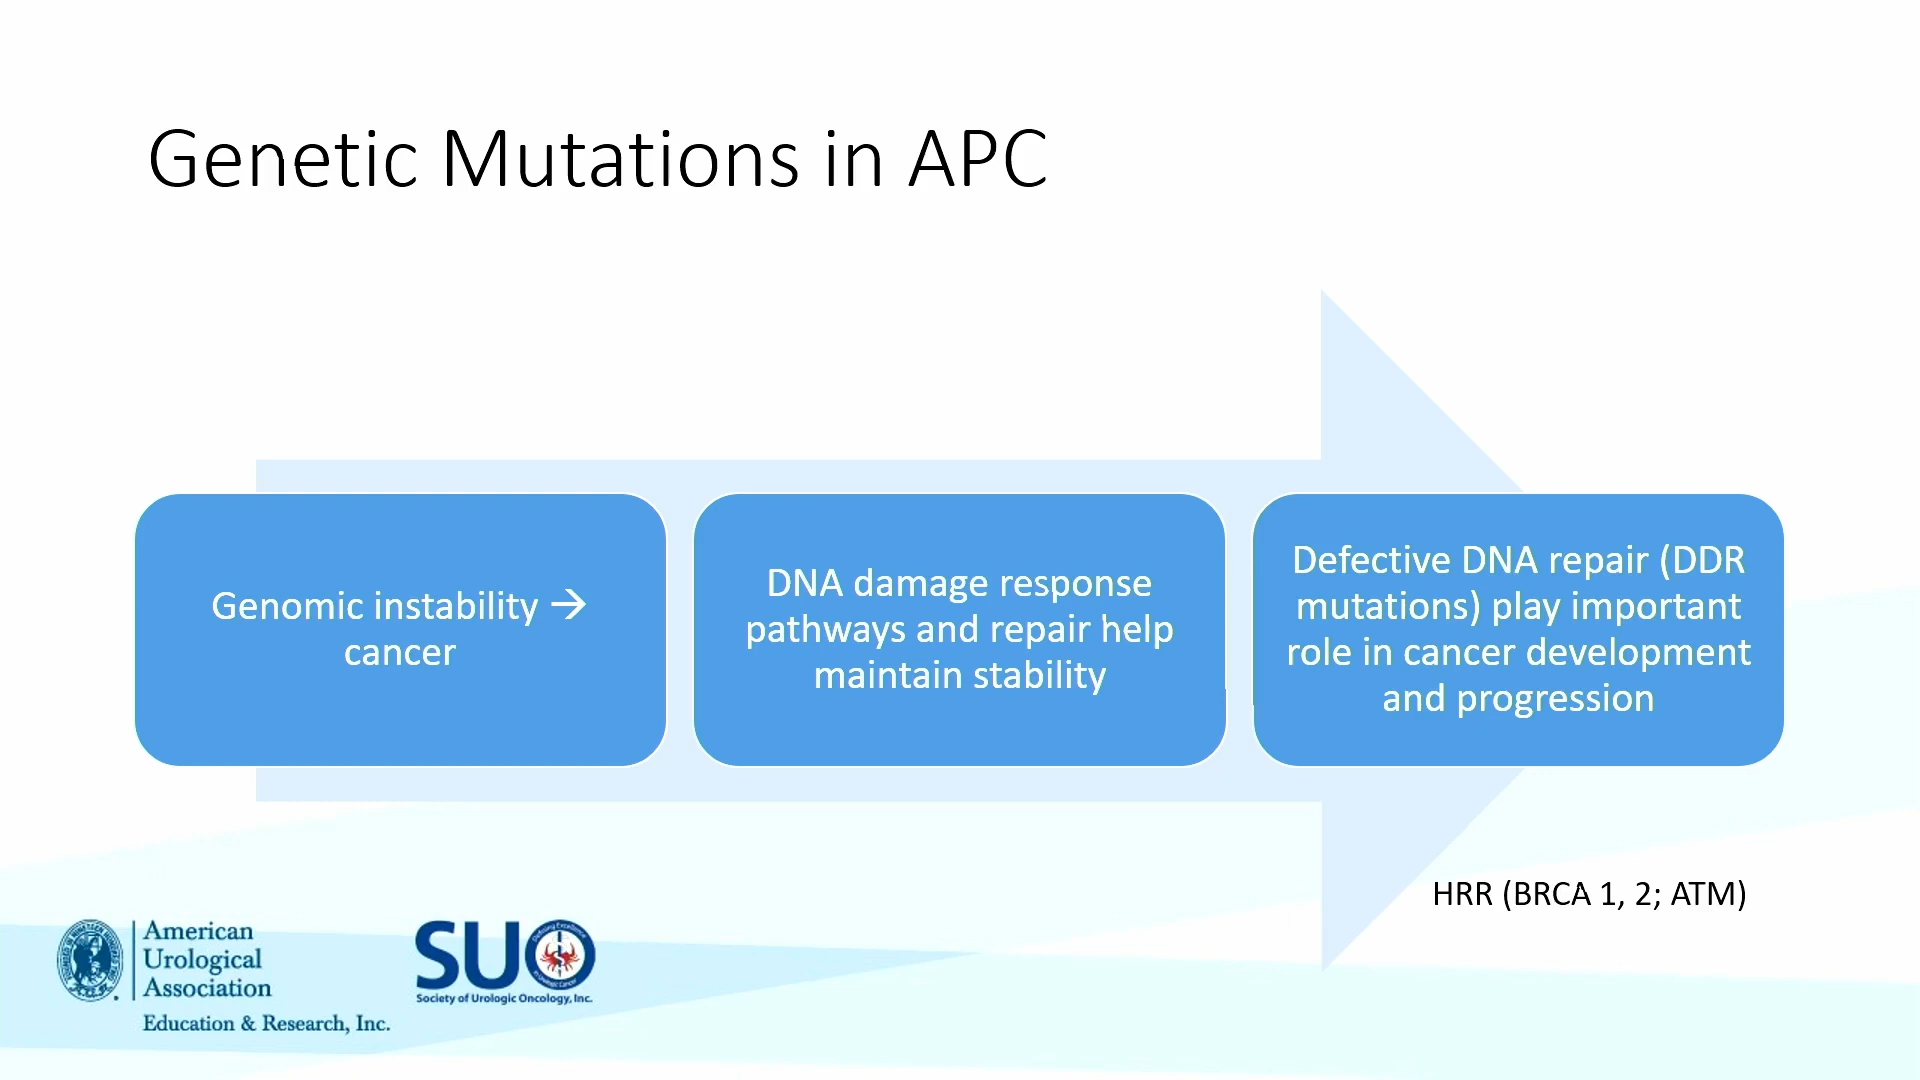 Genetic Mutations in APC
Genomic instability →
cancer
DNA damage response
pathways and repair help
maintain stability
Defective DNA repair (DDR
mutations) play important
role in cancer development
and progression
HRR (BRCA 1, 2; ATM)
American
Urological
Association
Education & Research, Inc.
SUO
Society of Urologic Oncology, Inc.